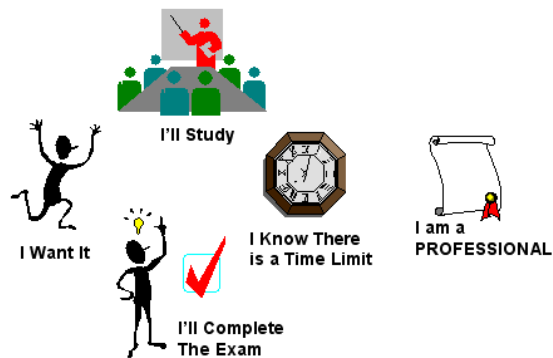 I'll Study
I Want It
I Know There
is a Time Limit
I am a
PROFESSIONAL
I'll Complete
The Exam